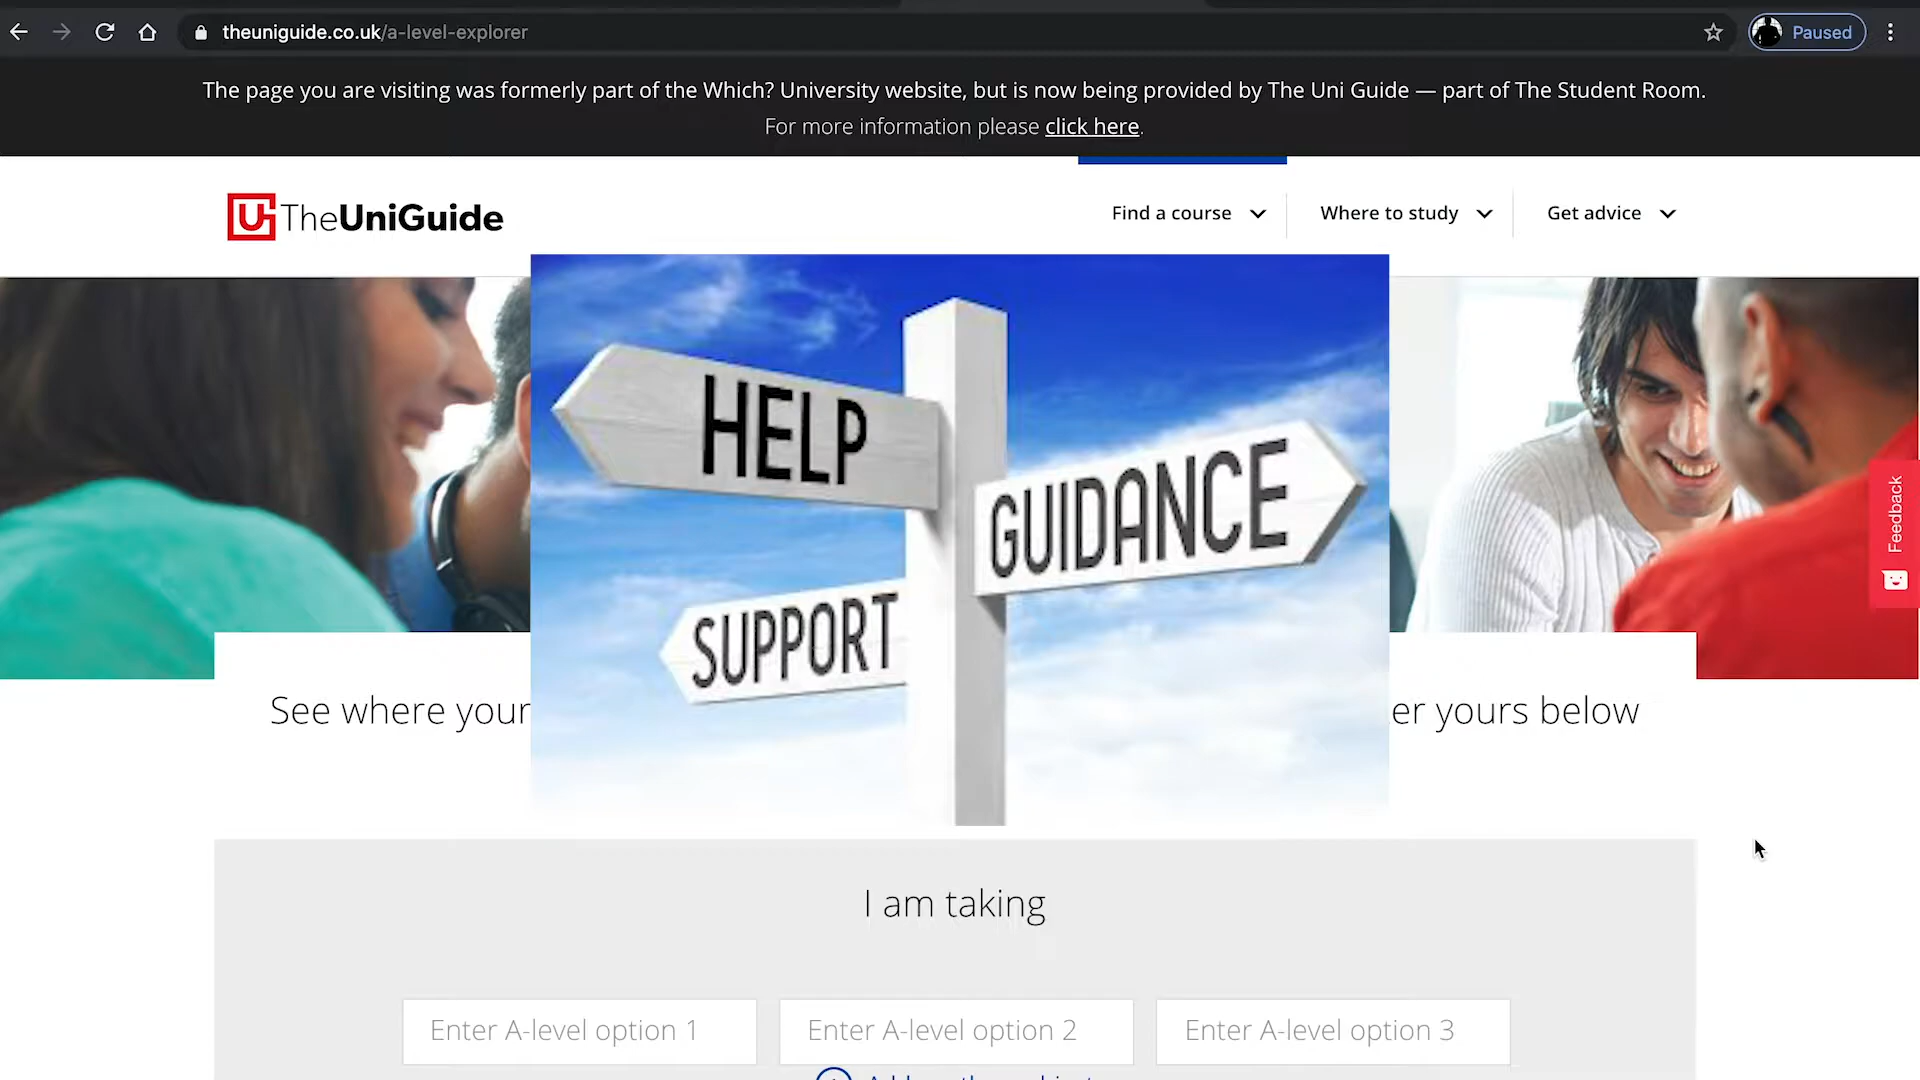 theuniguide.co.uk/a-level-explorer
Paused
The page you are visiting was formerly part of the Which? University website, but is now being provided by The Uni Guide — part of The Student Room.
For more information please click here.
TheUniGuide
Find a course
Where to study
Get advice
HELP
GUIDANCE
SUPPORT
Feedback
See where your
er yours below
I am taking
Enter A-level option 1
Enter A-level option 2
Enter A-level option 3